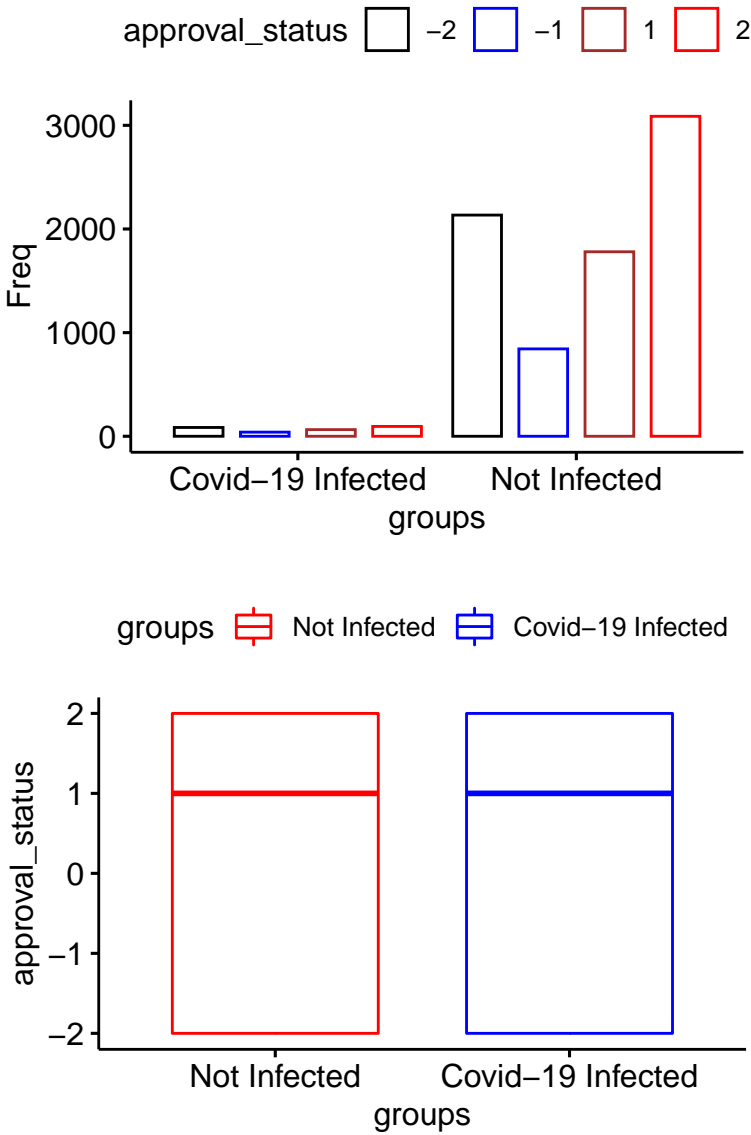 approval_status −2 −1 1 2
3000
2000
1000
0
Freq
Covid−19 Infected Not Infected
groups
groups Not Infected Covid−19 Infected
2
1
0
−1
−2
approval_status
Not Infected Covid−19 Infected
groups